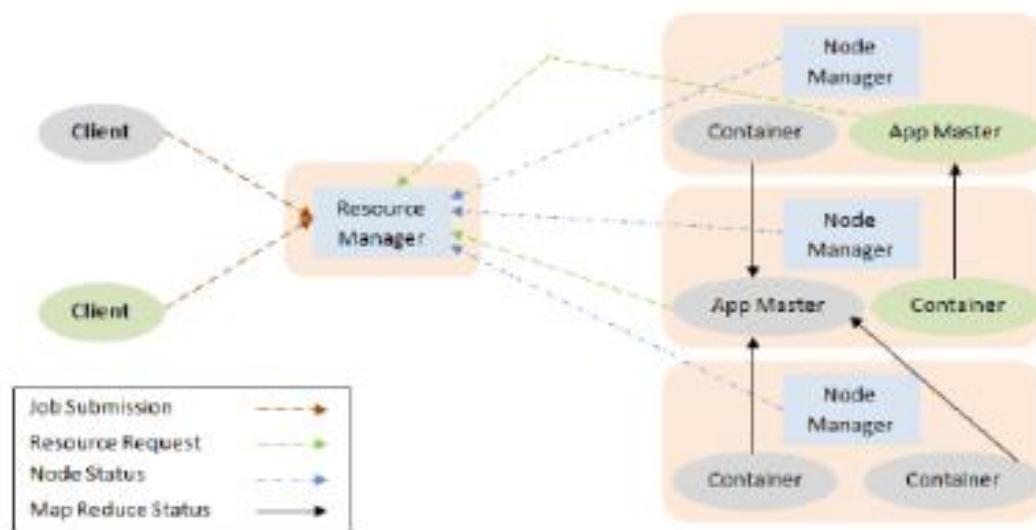 Client
Client
Resource
Manager
Node
Manager
Container
App Master
Node
Manager
App Master
Container
Node
Manager
Container
Container
Job Submission
Resource Request
Node Status
Map Reduce Status